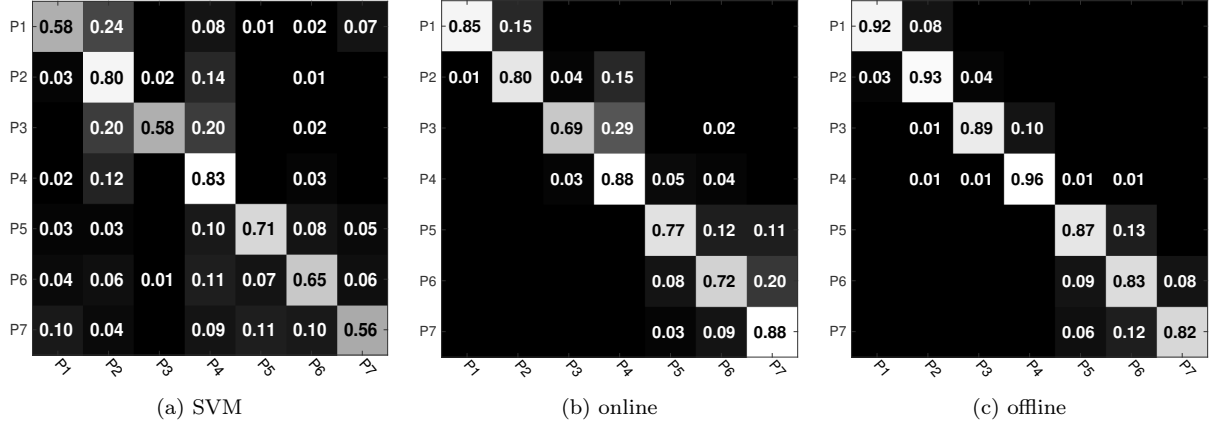 P1 0.58 0.24 0.08 0.01 0.02 0.07
P2 0.03 0.80 0.02 0.14 0.01
P3 0.20 0.58 0.20 0.02
P4 0.02 0.12 0.83 0.03
P5 0.03 0.03 0.10 0.71 0.08 0.05
P6 0.04 0.06 0.01 0.11 0.07 0.65 0.06
P7 0.10 0.04 0.09 0.11 0.10 0.56
P1 P2 P3 P4 P5 P6 P7
(a) SVM
P1 0.85 0.15
P2 0.01 0.80 0.04 0.15
P3 0.69 0.29 0.02
P4 0.03 0.88 0.05 0.04
P5 0.77 0.12 0.11
P6 0.08 0.72 0.20
P7 0.03 0.09 0.88
P1 P2 P3 P4 P5 P6 P7
(b) online
P1 0.92 0.08
P2 0.03 0.93 0.04
P3 0.01 0.89 0.10
P4 0.01 0.01 0.96 0.01 0.01
P5 0.87 0.13
P6 0.09 0.83 0.08
P7 0.06 0.12 0.82
P1 P2 P3 P4 P5 P6 P7
(c) offline